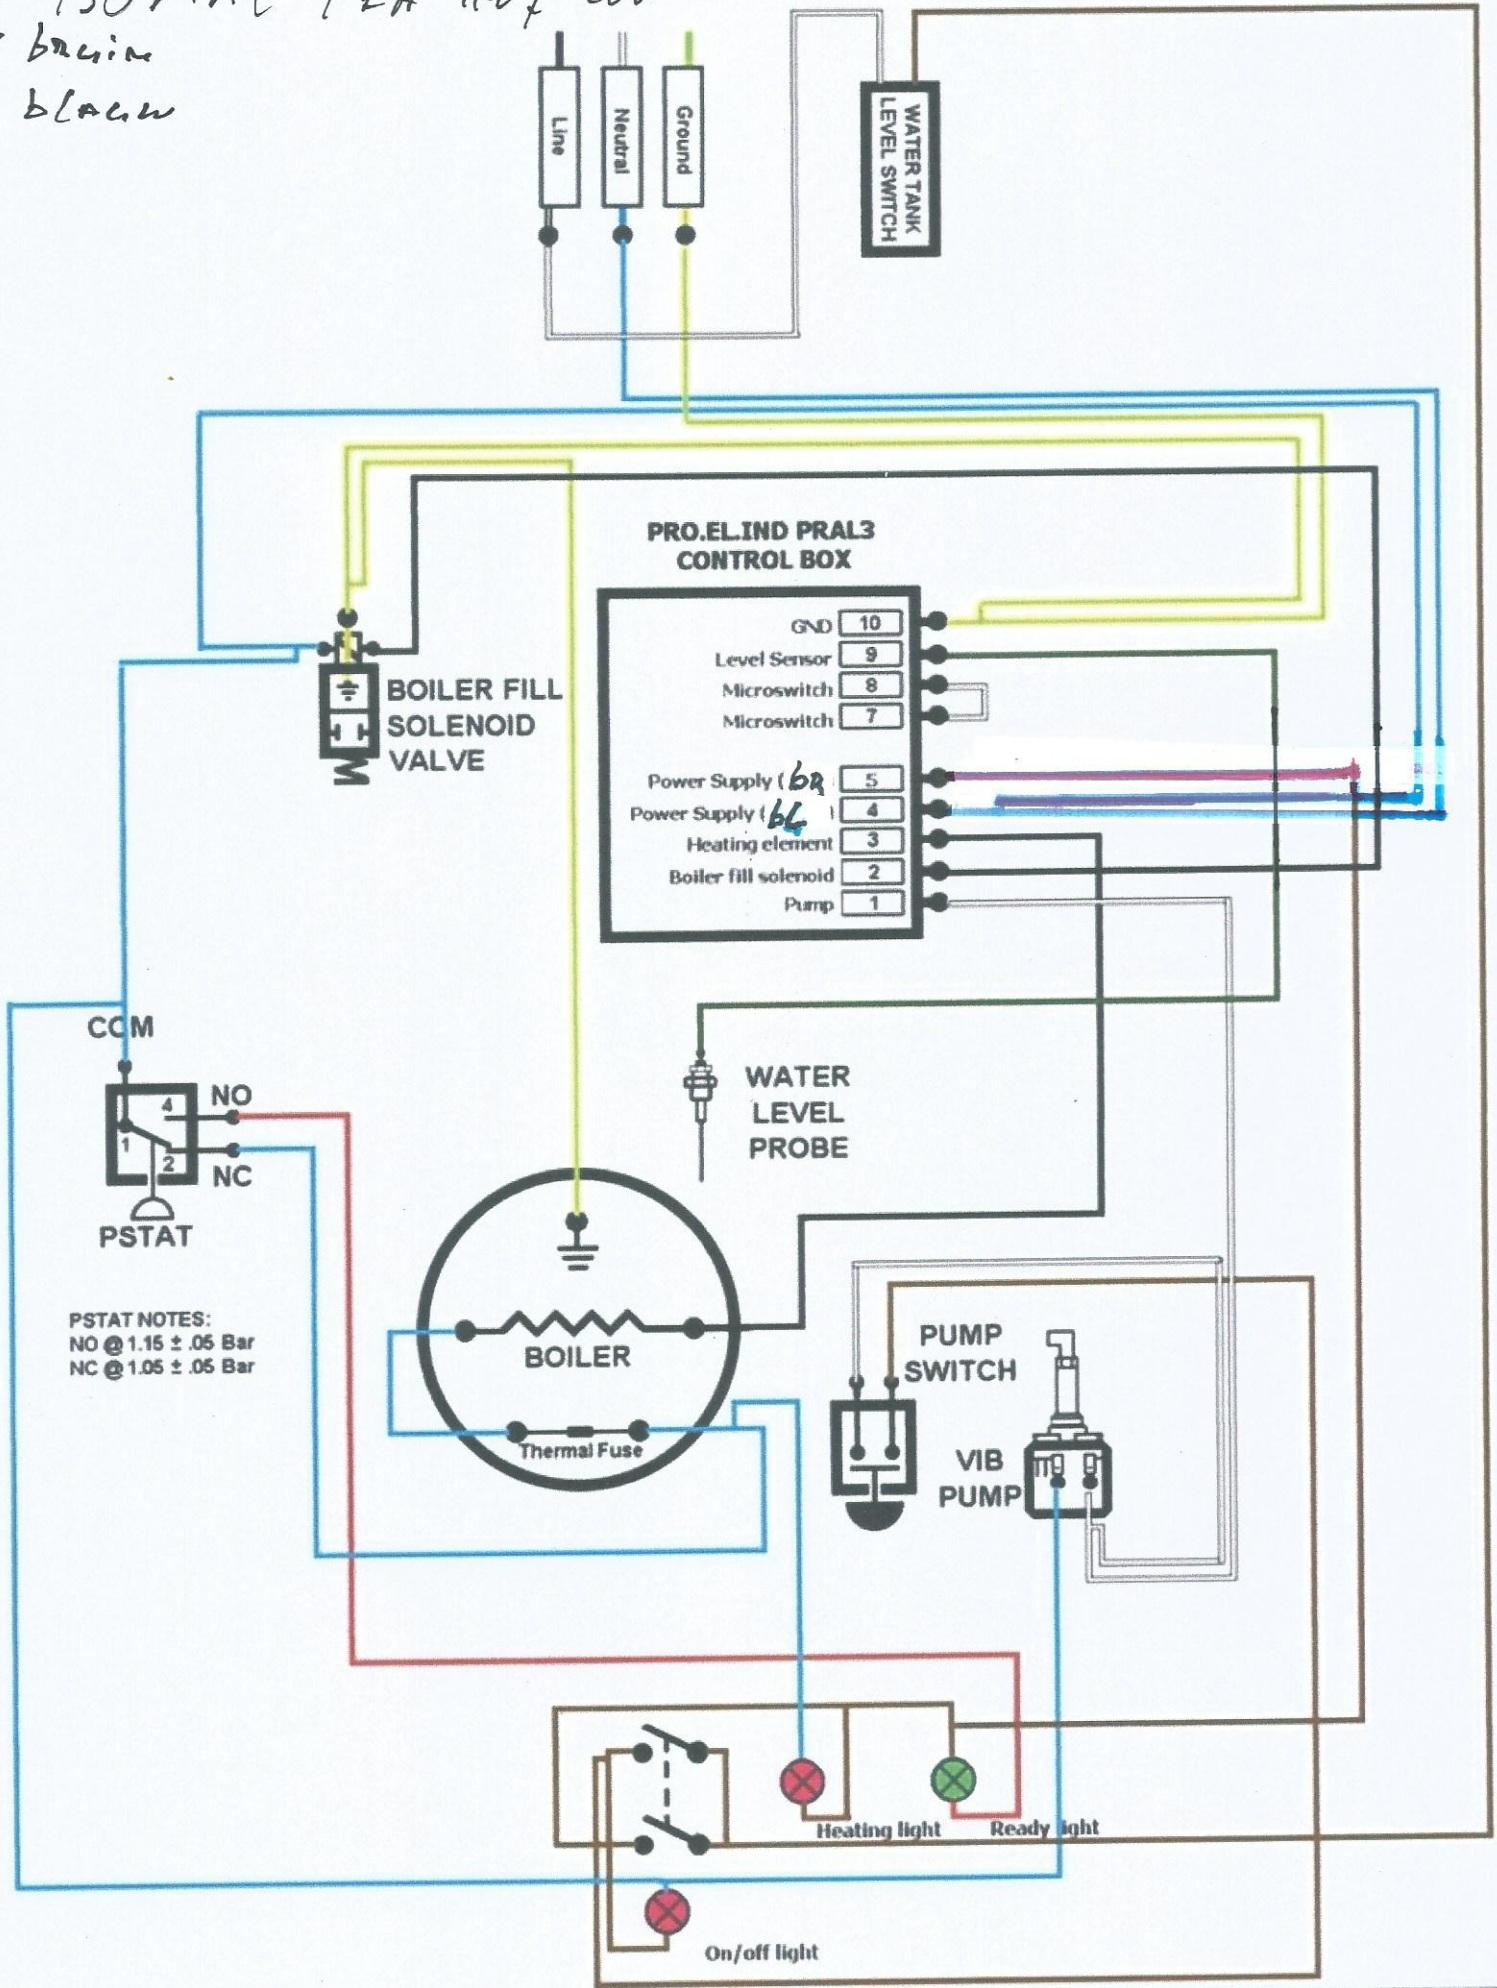 Line
Neutral
Ground
WATER TANK
LEVEL SWITCH
PRO.EL.IND PRAL3
CONTROL BOX
GND 10
Level Sensor 9
Microswitch 8
Microswitch 7
Power Supply ( 5
Power Supply ( ) 4
Heating element 3
Boiler fill solenoid 2
Pump 1
BOILER FILL
SOLENOID
VALVE
COM
NO
4
1
2
NC
PSTAT
PSTAT NOTES:
NO @ 1.15 ± .05 Bar
NC @ 1.05 ± .05 Bar
WATER
LEVEL
PROBE
BOILER
Thermal Fuse
PUMP
SWITCH
VIB
PUMP
Heating light
Ready light
On/off light